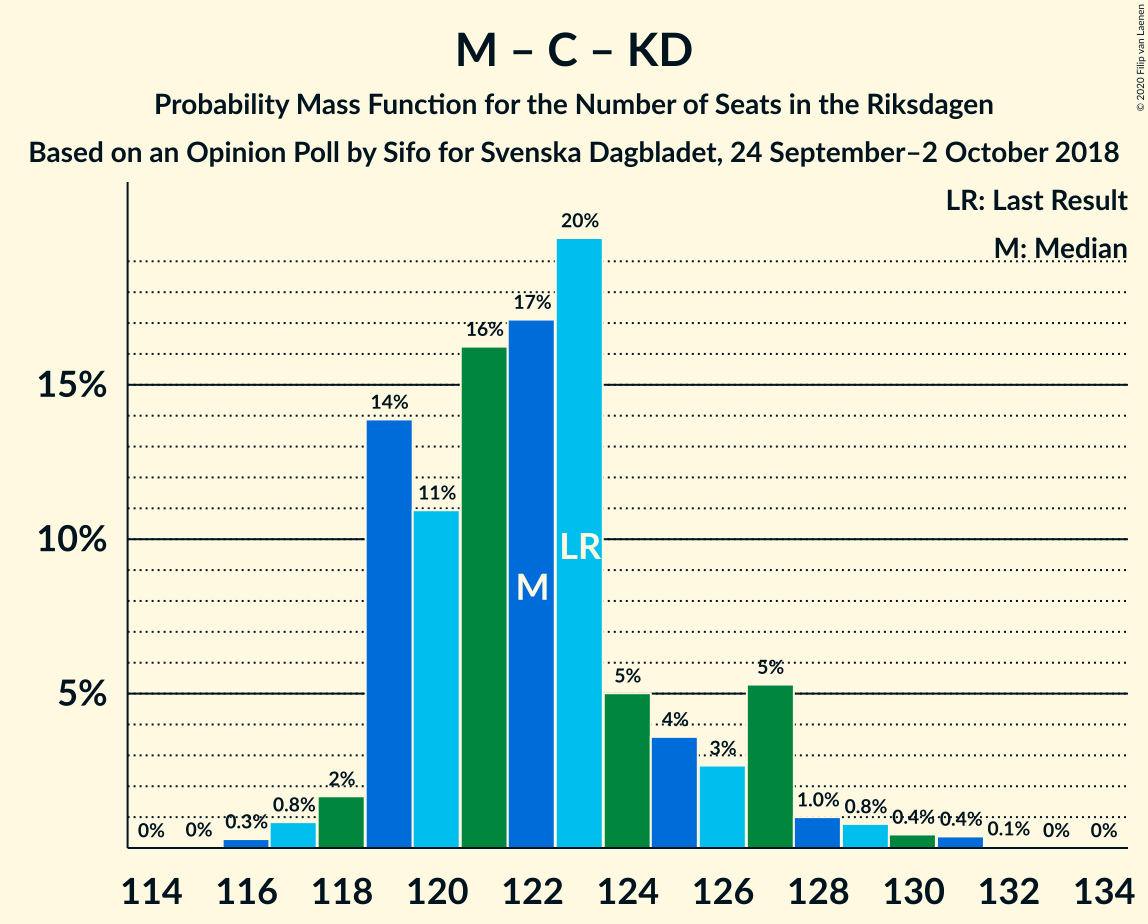 M – C – KD
Probability Mass Function for the Number of Seats in the Riksdagen
Based on an Opinion Poll by Sifo for Svenska Dagbladet, 24 September–2 October 2018
© 2020 Filip van Laenen
LR: Last Result
M: Median
15%
10%
5%
0%
0%
0.3%
0.8%
2%
14%
11%
16%
17%
20%
5%
4%
3%
5%
1.0%
0.8%
0.4%
0.4%
0.1%
0%
0%
M
LR
114 116 118 120 122 124 126 128 130 132 134